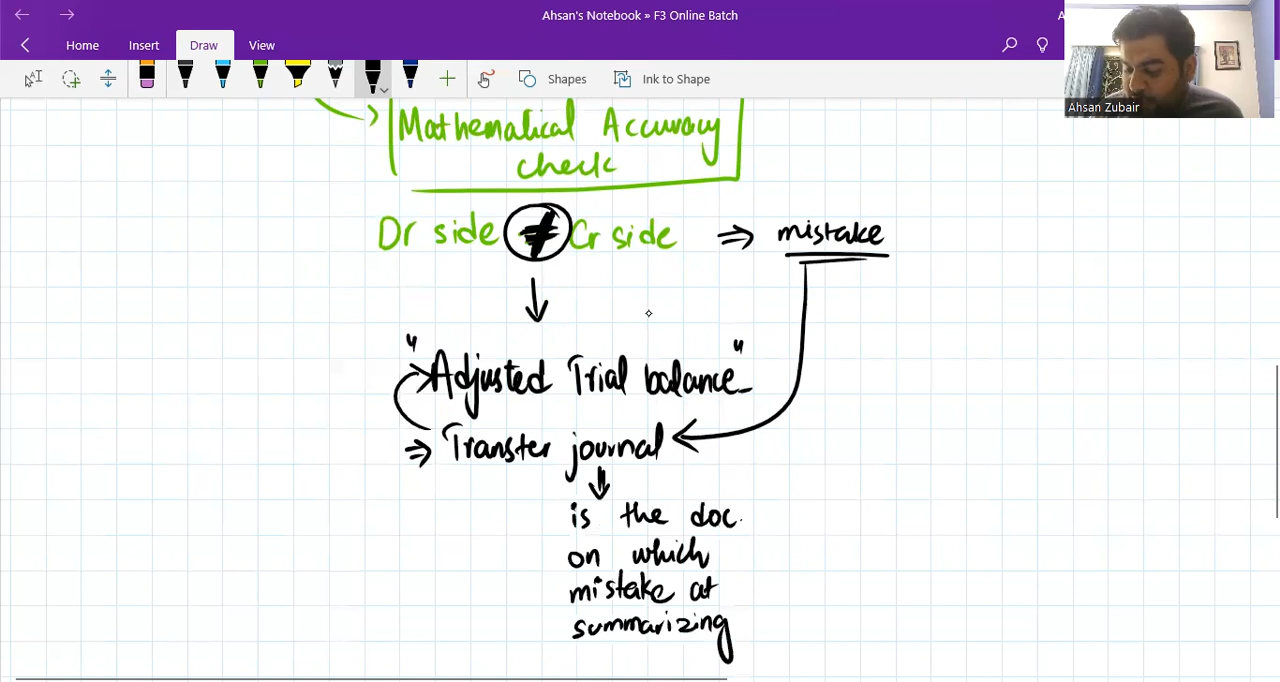 Ahsan's Notebook » F3 Online Batch
A
Home Insert Draw View
Shapes Ink to Shape
Ahsan Zubair
Mathematical Accuracy
check
Dr side ≠ Cr side ⇒ mistake
"Adjusted Trial balance"
⇒ Transfer journal
is the doc.
on which
mistake at
summarizing